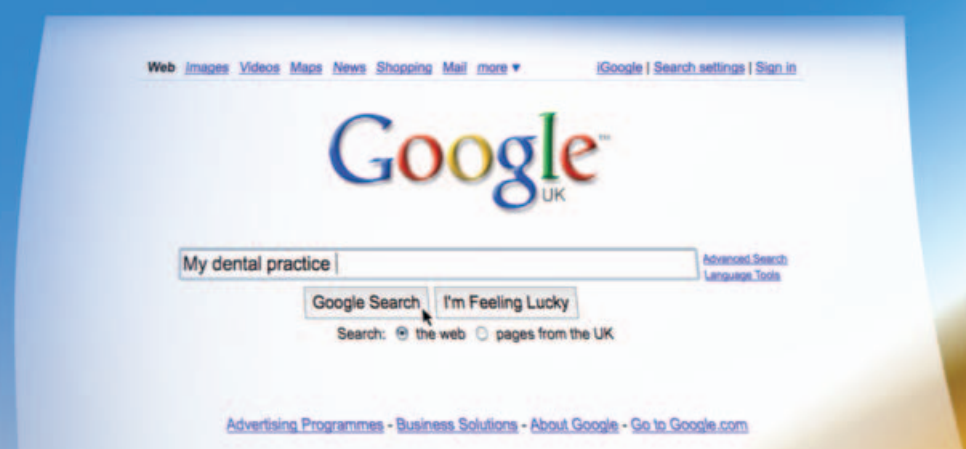 Web Images Videos Maps News Shopping Mail more ▼ iGoogle | Search settings | Sign in
Google™
UK
My dental practice
Advanced Search
Language Tools
Google Search I'm Feeling Lucky
Search: the web pages from the UK
Advertising Programmes - Business Solutions - About Google - Go to Google.com